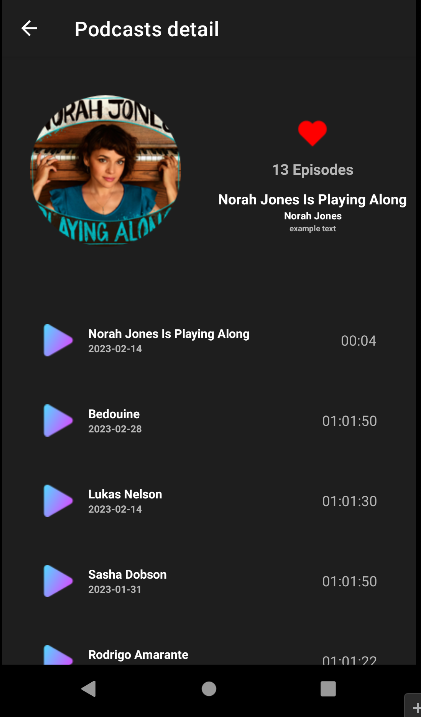 Podcasts detail
NORAH JONES
PLAYING ALONG
13 Episodes
Norah Jones Is Playing Along
Norah Jones
example text
Norah Jones Is Playing Along
2023-02-14
00:04
Bedouine
2023-02-28
01:01:50
Lukas Nelson
2023-02-14
01:01:30
Sasha Dobson
2023-01-31
01:01:50
Rodrigo Amarante
01:01:22